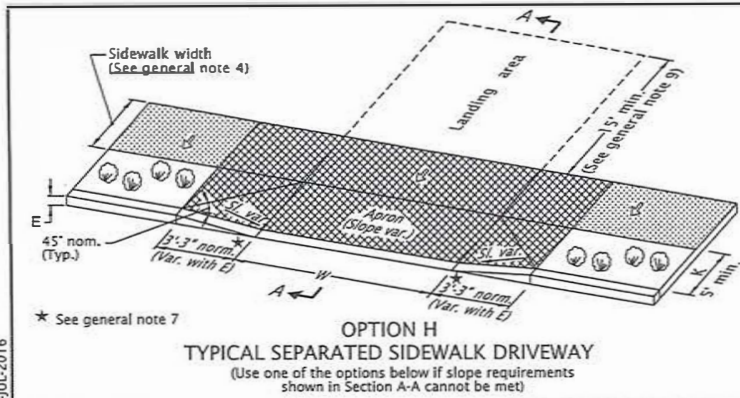 A
Sidewalk width
(See general note 4)
Landing area
15' min.
(See general note 9)
A
E
Sl. var.
Apron
(Slope var.)
Sl. var.
45° nom.
(Typ.)
3'-3" norm.
(Var. with E)
W
3'-3" norm.
(Var. with E)
K
5' min.
A
★ See general note 7
OPTION H
TYPICAL SEPARATED SIDEWALK DRIVEWAY
(Use one of the options below if slope requirements
shown in Section A-A cannot be met)
-JUL-2016